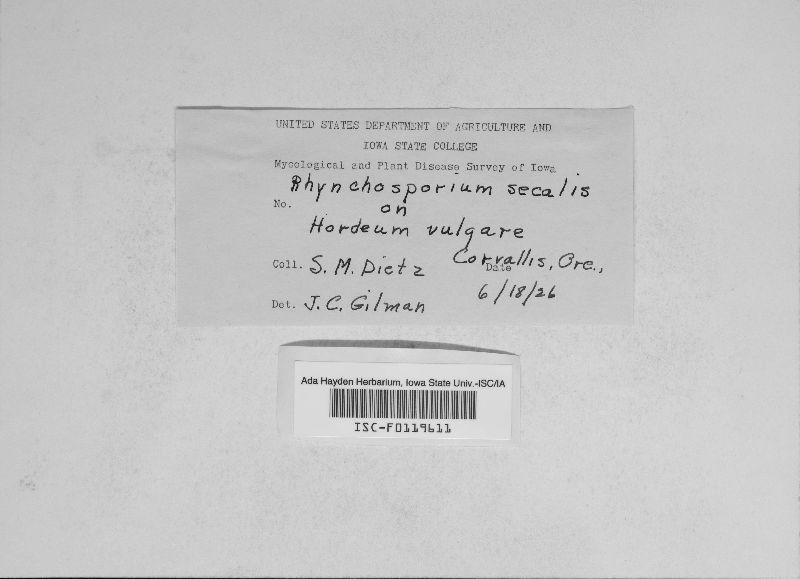 UNITED STATES DEPARTMENT OF AGRICULTURE AND
IOWA STATE COLLEGE
Mycological and Plant Disease Survey of Iowa
Rhynchosporium secalis
No. on
Hordeum vulgare
Coll. S. M. Dietz Date Corvallis, Ore.,
6/18/26
Det. J. C. Gilman
Ada Hayden Herbarium, Iowa State Univ.-ISC/IA
ISC-F0119611